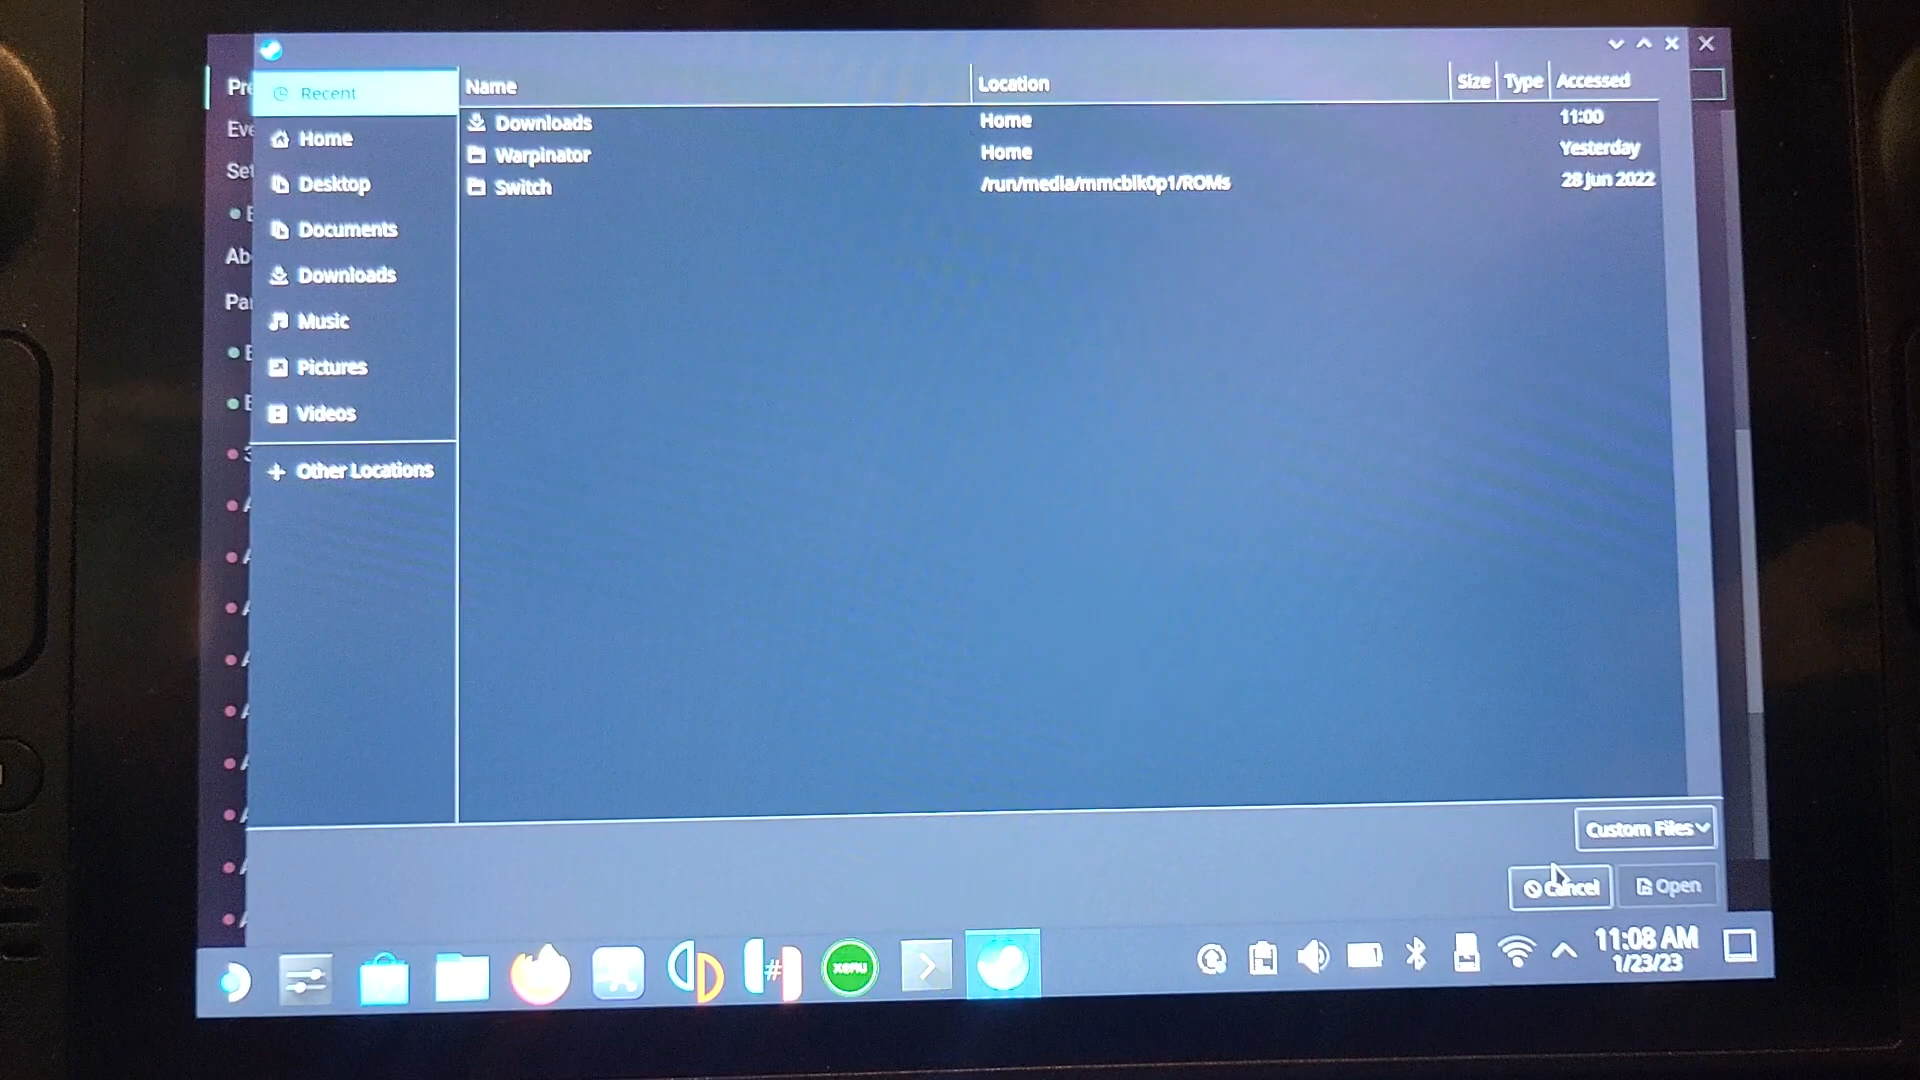 Recent
Home
Desktop
Documents
Downloads
Music
Pictures
Videos
Other Locations
Name Location Size Type Accessed
Downloads Home 11:00
Warpinator Home Yesterday
Switch /run/media/mmcblk0p1/ROMs 28 Jun 2022
Custom Files
Cancel Open
#
xemu
11:08 AM
1/23/23